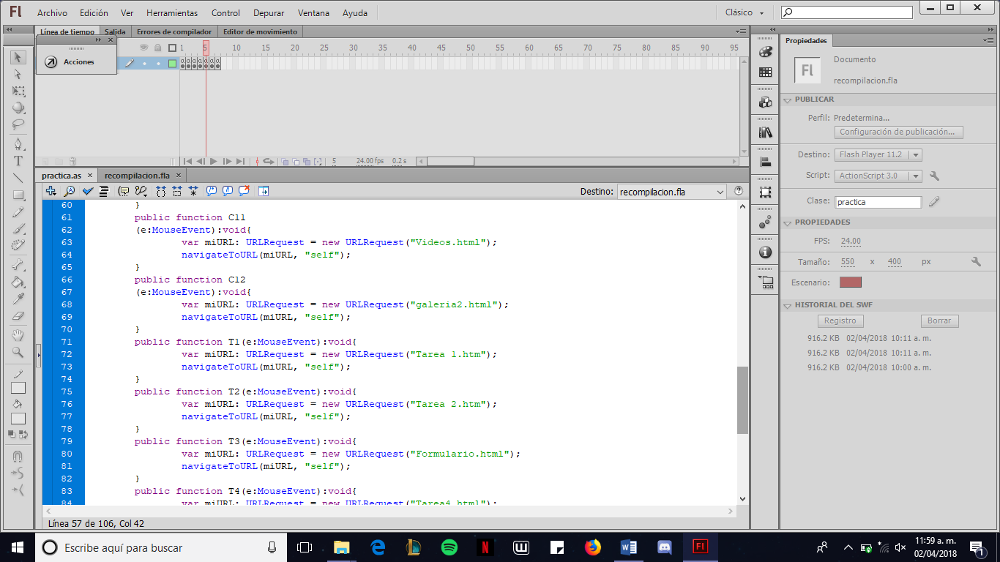 Fl Archivo Edición Ver Herramientas Control Depurar Ventana Ayuda Clásico
Línea de tiempo Salida Errores de compilador Editor de movimiento
1 5 10 15 20 25 30 35 40 45 50 55 60 65 70 75 80 85 90 95
Acciones
5 24.00 fps 0.2 s
practica.as recompilacion.fla
Destino: recompilacion.fla
60 }
61 public function C11
62 (e:MouseEvent):void{
63 var miURL: URLRequest = new URLRequest("Videos.html");
64 navigateToURL(miURL, "self");
65 }
66 public function C12
67 (e:MouseEvent):void{
68 var miURL: URLRequest = new URLRequest("galeria2.html");
69 navigateToURL(miURL, "self");
70 }
71 public function T1(e:MouseEvent):void{
72 var miURL: URLRequest = new URLRequest("Tarea 1.htm");
73 navigateToURL(miURL, "self");
74 }
75 public function T2(e:MouseEvent):void{
76 var miURL: URLRequest = new URLRequest("Tarea 2.htm");
77 navigateToURL(miURL, "self");
78 }
79 public function T3(e:MouseEvent):void{
80 var miURL: URLRequest = new URLRequest("Formulario.html");
81 navigateToURL(miURL, "self");
82 }
83 public function T4(e:MouseEvent):void{
84 var miURL: URLRequest = new URLRequest("Tarea4.html");
Línea 57 de 106, Col 42
Propiedades
Fl Documento
recompilacion.fla
PUBLICAR
Perfil: Predetermina...
Configuración de publicación...
Destino: Flash Player 11.2
Script: ActionScript 3.0
Clase: practica
PROPIEDADES
FPS: 24.00
Tamaño: 550 x 400 px
Escenario:
HISTORIAL DEL SWF
Registro Borrar
916.2 KB 02/04/2018 10:11 a. m.
916.2 KB 02/04/2018 10:11 a. m.
916.2 KB 02/04/2018 10:00 a. m.
Escribe aquí para buscar
11:59 a. m.
02/04/2018
1